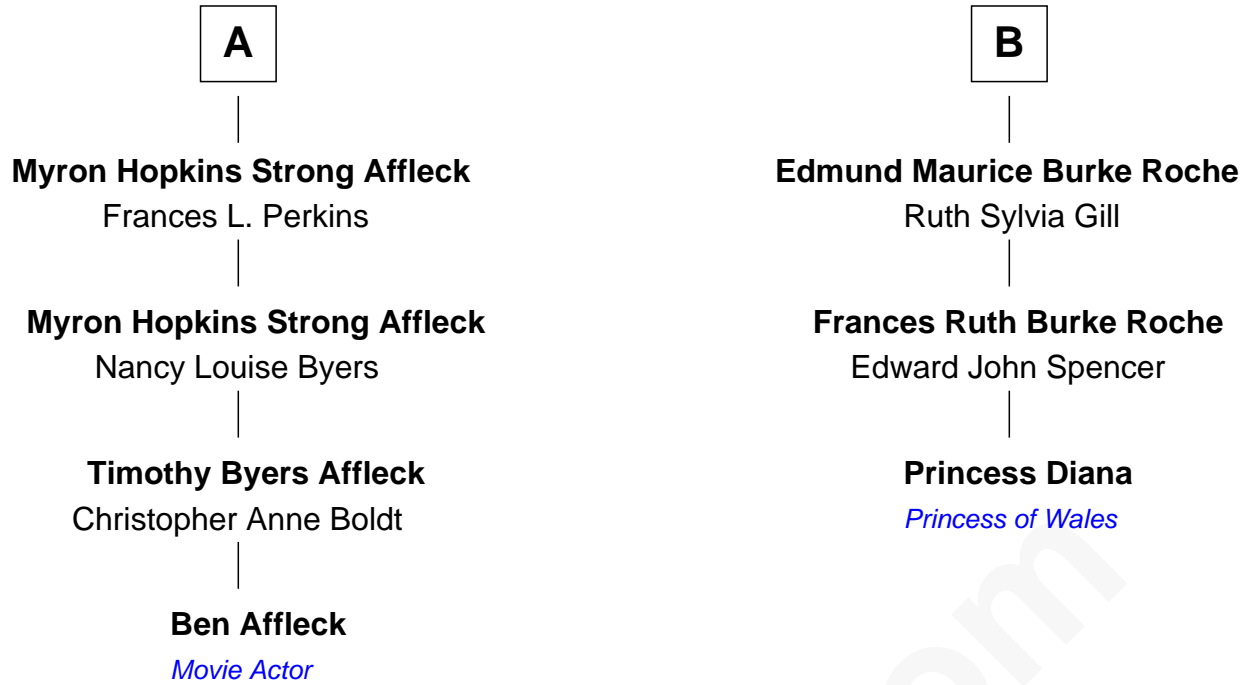 A
Myron Hopkins Strong Affleck
Frances L. Perkins
Myron Hopkins Strong Affleck
Nancy Louise Byers
Timothy Byers Affleck
Christopher Anne Boldt
Ben Affleck
Movie Actor
B
Edmund Maurice Burke Roche
Ruth Sylvia Gill
Frances Ruth Burke Roche
Edward John Spencer
Princess Diana
Princess of Wales
om